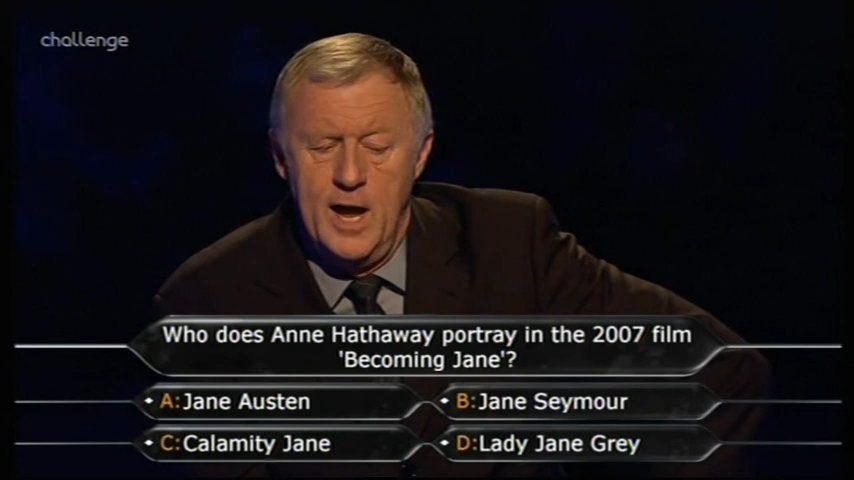 challenge
Who does Anne Hathaway portray in the 2007 film
'Becoming Jane'?
A: Jane Austen
B: Jane Seymour
C: Calamity Jane
D: Lady Jane Grey